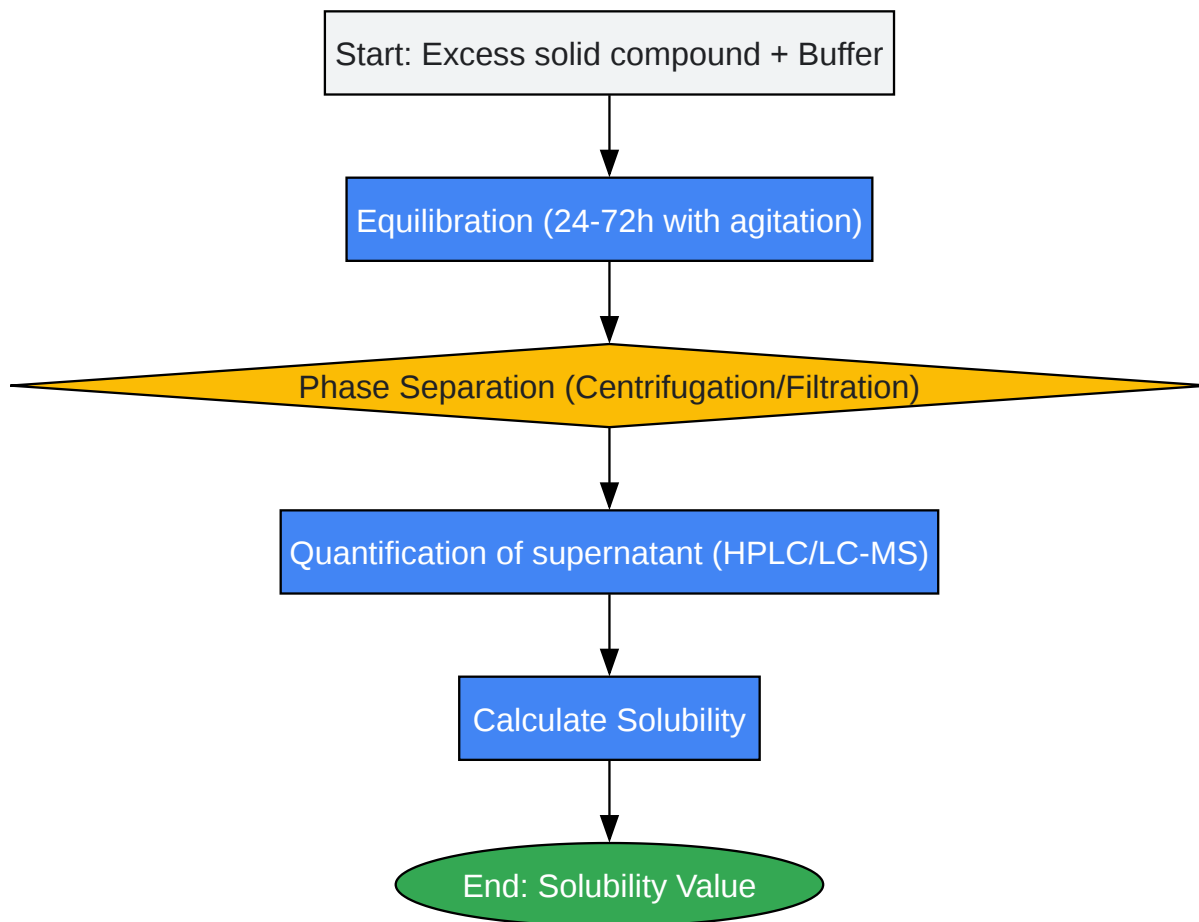 Start: Excess solid compound + Buffer
Equilibration (24-72h with agitation)
Phase Separation (Centrifugation/Filtration)
Quantification of supernatant (HPLC/LC-MS)
Calculate Solubility
End: Solubility Value